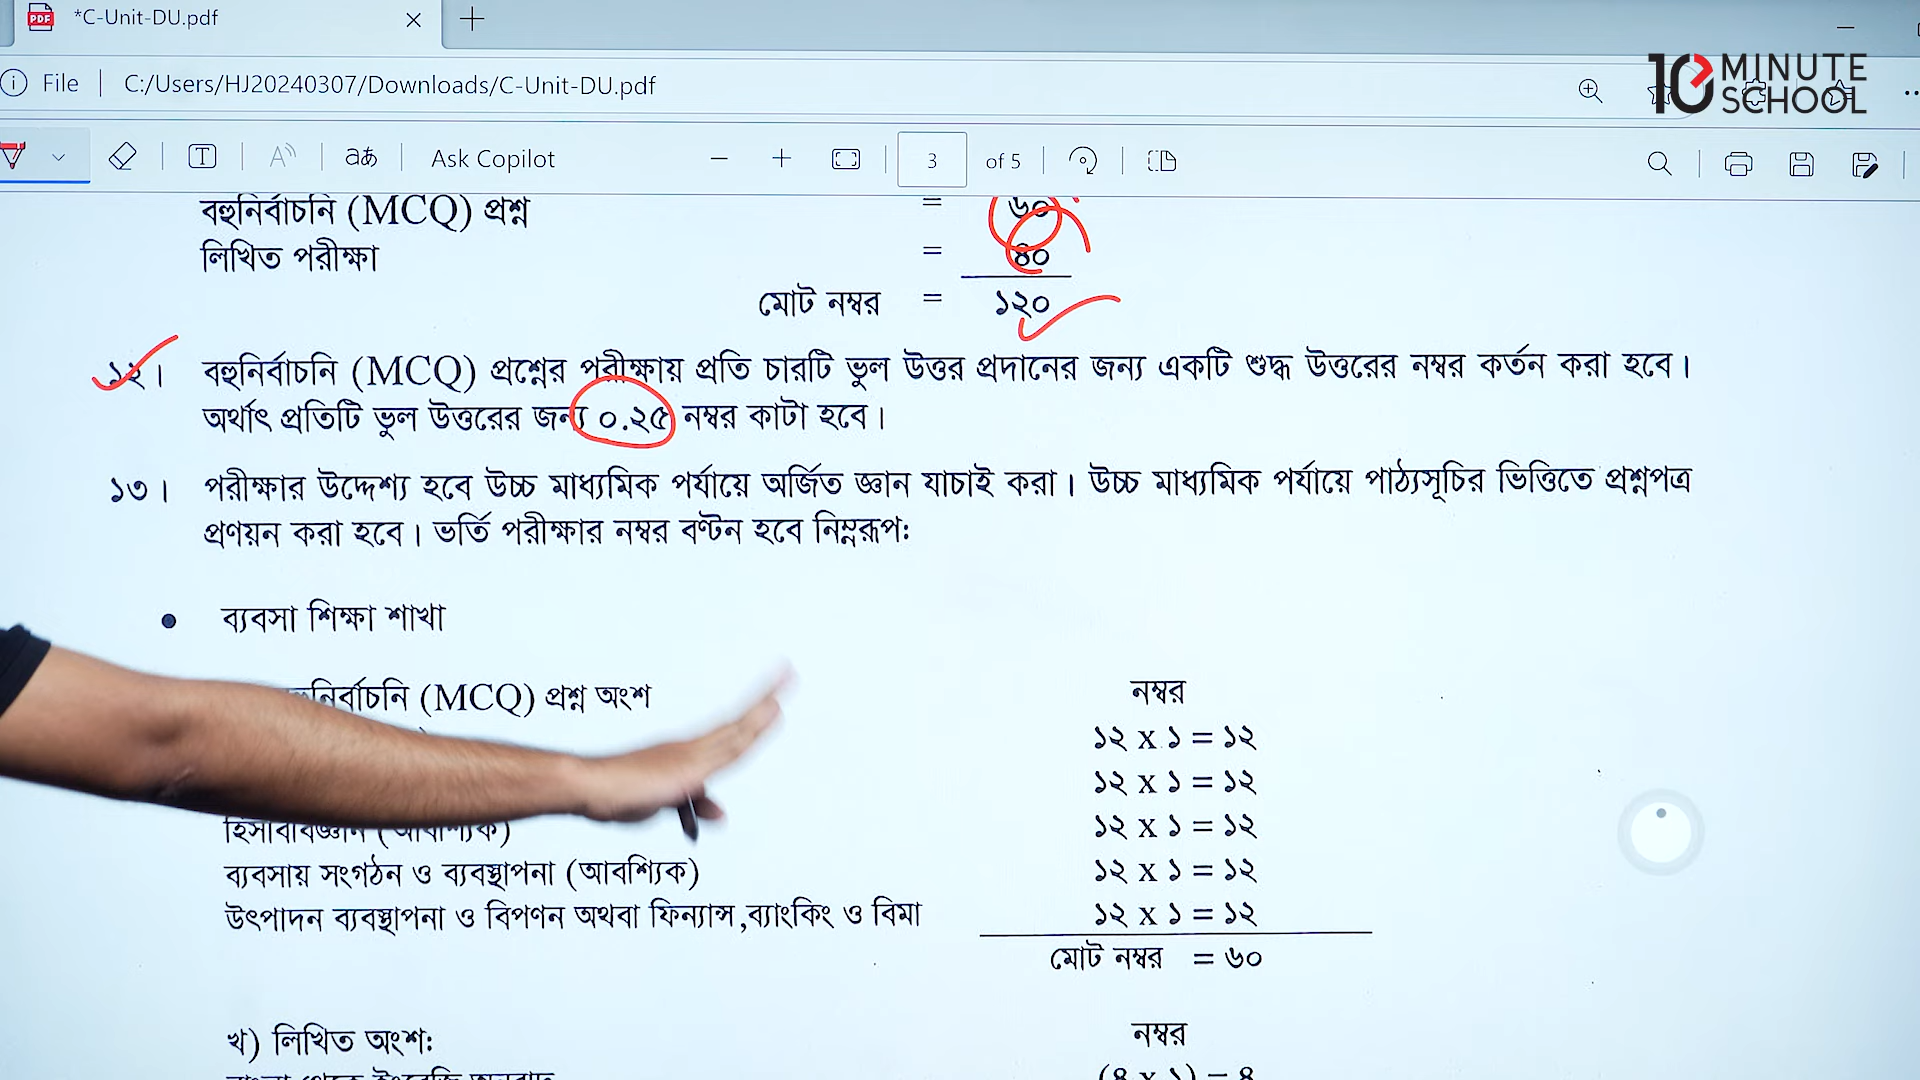 *C-Unit-DU.pdf
File
C:/Users/HJ20240307/Downloads/C-Unit-DU.pdf
10 MINUTE SCHOOL
Ask Copilot
3 of 5
বহুনির্বাচনি (MCQ) প্রশ্ন = ৬০
লিখিত পরীক্ষা = ৪০
মোট নম্বর = ১২০
১২। বহুনির্বাচনি (MCQ) প্রশ্নের পরীক্ষায় প্রতি চারটি ভুল উত্তর প্রদানের জন্য একটি শুদ্ধ উত্তরের নম্বর কর্তন করা হবে।
অর্থাৎ প্রতিটি ভুল উত্তরের জন্য ০.২৫ নম্বর কাটা হবে।
১৩। পরীক্ষার উদ্দেশ্য হবে উচ্চ মাধ্যমিক পর্যায়ে অর্জিত জ্ঞান যাচাই করা। উচ্চ মাধ্যমিক পর্যায়ে পাঠ্যসূচির ভিত্তিতে প্রশ্নপত্র
প্রণয়ন করা হবে। ভর্তি পরীক্ষার নম্বর বণ্টন হবে নিম্নরূপঃ
• ব্যবসা শিক্ষা শাখা
(MCQ) প্রশ্ন অংশ নম্বর
১২ x ১ = ১২
১২ x ১ = ১২
হিসাববিজ্ঞান (আবশ্যিক) ১২ x ১ = ১২
ব্যবসায় সংগঠন ও ব্যবস্থাপনা (আবশ্যিক) ১২ x ১ = ১২
উৎপাদন ব্যবস্থাপনা ও বিপণন অথবা ফিন্যান্স,ব্যাংকিং ও বিমা ১২ x ১ = ১২
মোট নম্বর = ৬০
খ) লিখিত অংশঃ নম্বর